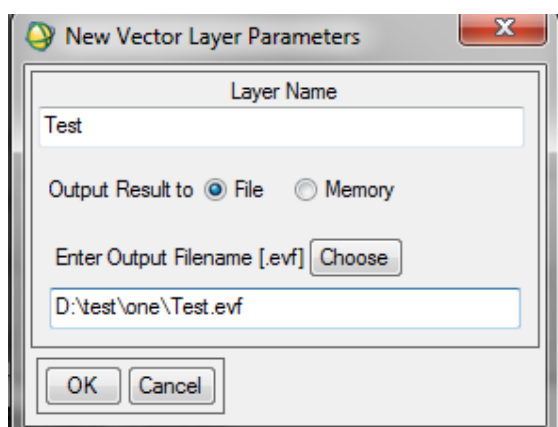 New Vector Layer Parameters
Layer Name
Test
Output Result to File Memory
Enter Output Filename [.evf] Choose
D:\test\one\Test.evf
OK Cancel